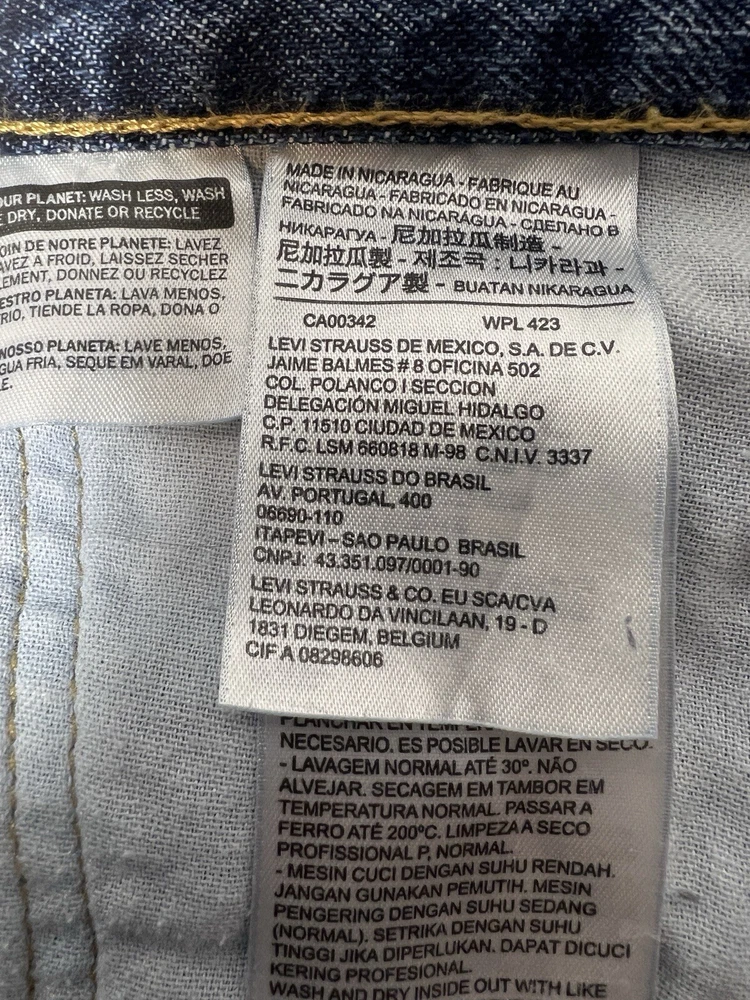 OUR PLANET: WASH LESS, WASH
DRY, DONATE OR RECYCLE
OIN DE NOTRE PLANETE: LAVEZ
AVEZ A FROID, LAISSEZ SECHER
LEMENT, DONNEZ OU RECYCLEZ
ESTRO PLANETA: LAVA MENOS,
RIO, TIENDE LA ROPA, DONA O
NOSSO PLANETA: LAVE MENOS,
GUA FRIA, SEQUE EM VARAL, DOE
E.
MADE IN NICARAGUA - FABRIQUE AU
NICARAGUA - FABRICADO EN NICARAGUA -
FABRICADO NA NICARÁGUA - СДЕЛАНО В
НИКАРАГУА - 尼加拉瓜制造 -
尼加拉瓜製 - 제조국 : 니카라과 -
ニカラグア製 - BUATAN NIKARAGUA
CA00342 WPL 423
LEVI STRAUSS DE MEXICO, S.A. DE C.V.
JAIME BALMES # 8 OFICINA 502
COL. POLANCO I SECCION
DELEGACIÓN MIGUEL HIDALGO
C.P. 11510 CIUDAD DE MEXICO
R.F.C. LSM 660818 M-98 C.N.I.V. 3337
LEVI STRAUSS DO BRASIL
AV. PORTUGAL, 400
06690-110
ITAPEVI – SAO PAULO BRASIL
CNPJ: 43.351.097/0001-90
LEVI STRAUSS & CO. EU SCA/CVA
LEONARDO DA VINCILAAN, 19 - D
1831 DIEGEM, BELGIUM
CIF A 08298606
PLANCHAR EN TEMPER
NECESARIO. ES POSIBLE LAVAR EN SECO.
- LAVAGEM NORMAL ATÉ 30º. NÃO
ALVEJAR. SECAGEM EM TAMBOR EM
TEMPERATURA NORMAL. PASSAR A
FERRO ATÉ 200ºC. LIMPEZA A SECO
PROFISSIONAL P, NORMAL.
- MESIN CUCI DENGAN SUHU RENDAH.
JANGAN GUNAKAN PEMUTIH. MESIN
PENGERING DENGAN SUHU SEDANG
(NORMAL). SETRIKA DENGAN SUHU
TINGGI JIKA DIPERLUKAN. DAPAT DICUCI
KERING PROFESIONAL.
WASH AND DRY INSIDE OUT WITH LIKE